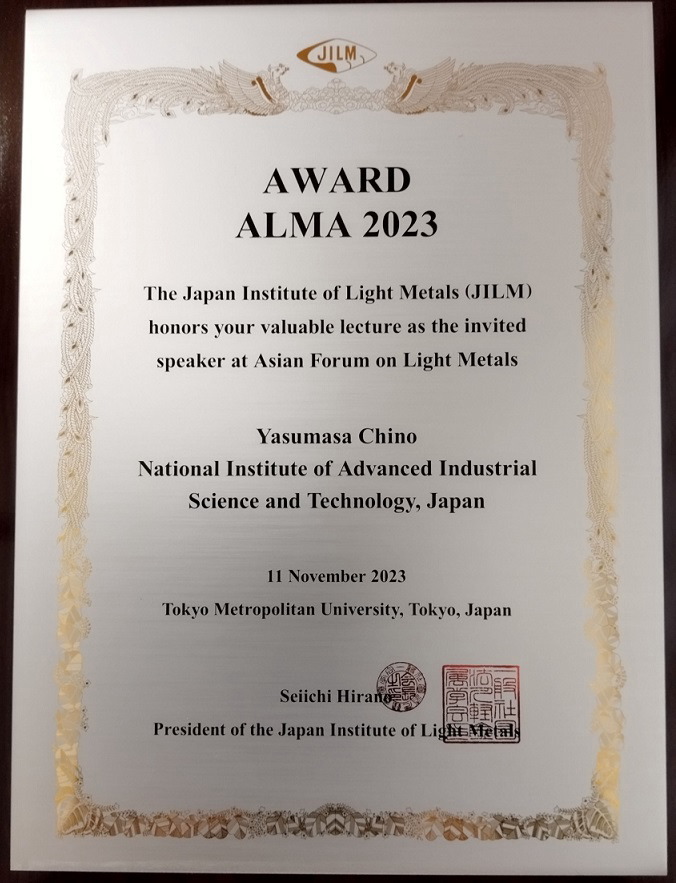 JILM
AWARD
ALMA 2023
The Japan Institute of Light Metals (JILM)
honors your valuable lecture as the invited
speaker at Asian Forum on Light Metals
Yasumasa Chino
National Institute of Advanced Industrial
Science and Technology, Japan
11 November 2023
Tokyo Metropolitan University, Tokyo, Japan
Seiichi Hirano
President of the Japan Institute of Light Metals